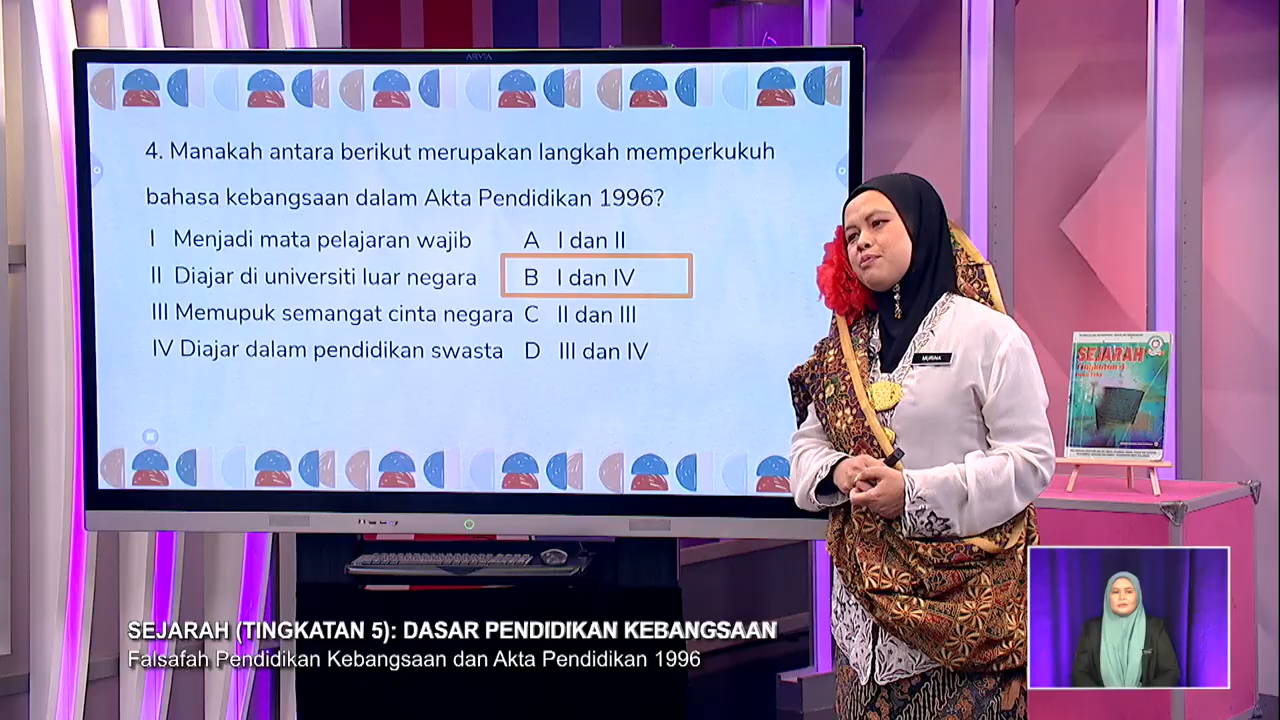 ARVIA
4. Manakah antara berikut merupakan langkah memperkukuh
bahasa kebangsaan dalam Akta Pendidikan 1996?
I Menjadi mata pelajaran wajib
A I dan II
II Diajar di universiti luar negara
B I dan IV
III Memupuk semangat cinta negara
C II dan III
IV Diajar dalam pendidikan swasta
D III dan IV
SEJARAH
Tingkatan 4
SEJARAH (TINGKATAN 5): DASAR PENDIDIKAN KEBANGSAAN
Falsafah Pendidikan Kebangsaan dan Akta Pendidikan 1996